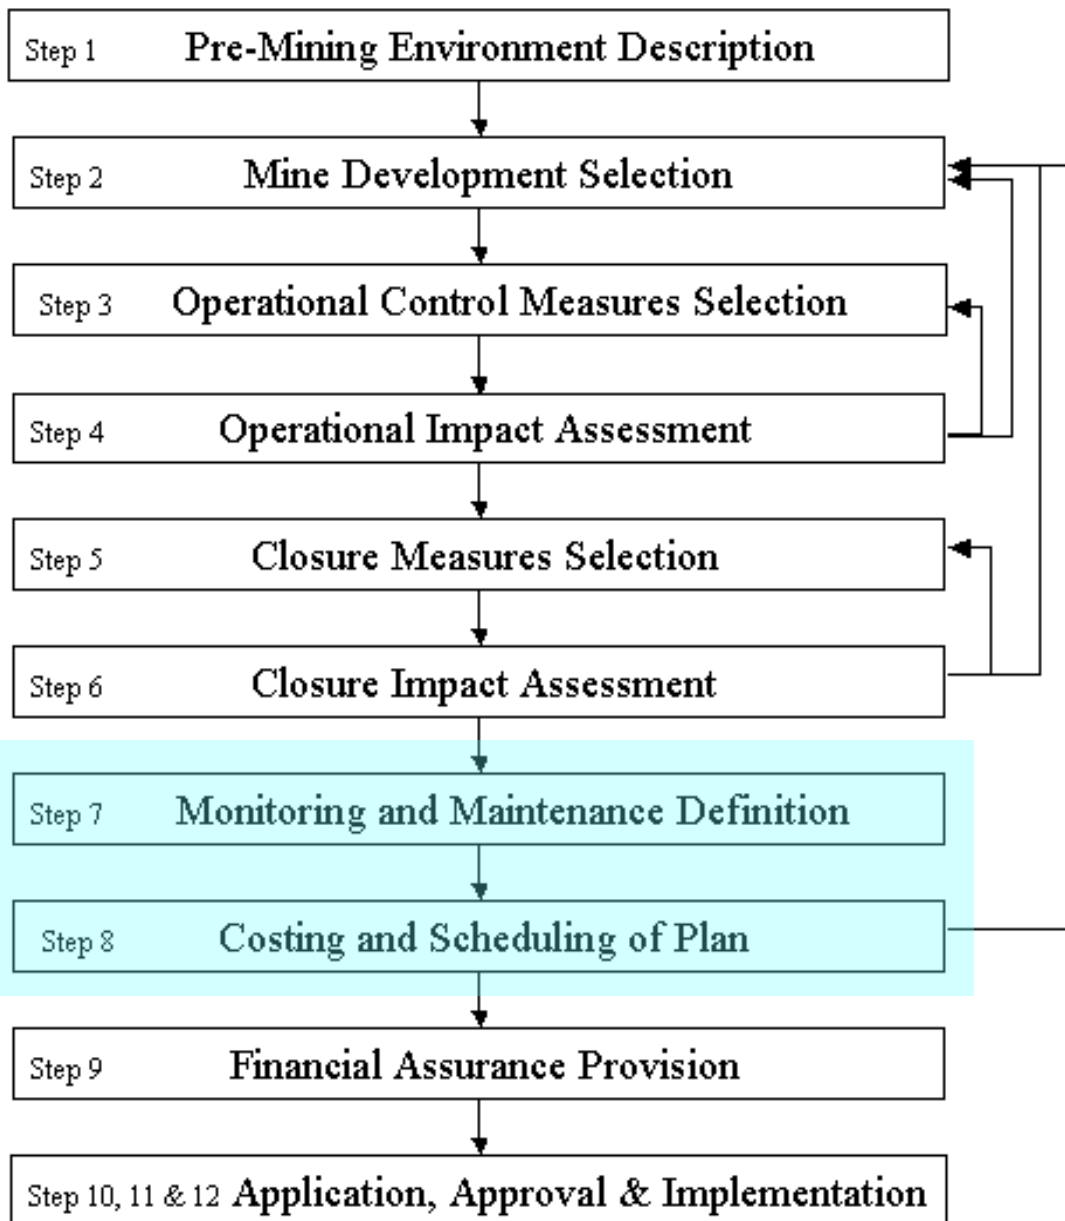 Step 1 Pre-Mining Environment Description
Step 2 Mine Development Selection
Step 3 Operational Control Measures Selection
Step 4 Operational Impact Assessment
Step 5 Closure Measures Selection
Step 6 Closure Impact Assessment
Step 7 Monitoring and Maintenance Definition
Step 8 Costing and Scheduling of Plan
Step 9 Financial Assurance Provision
Step 10, 11 & 12 Application, Approval & Implementation